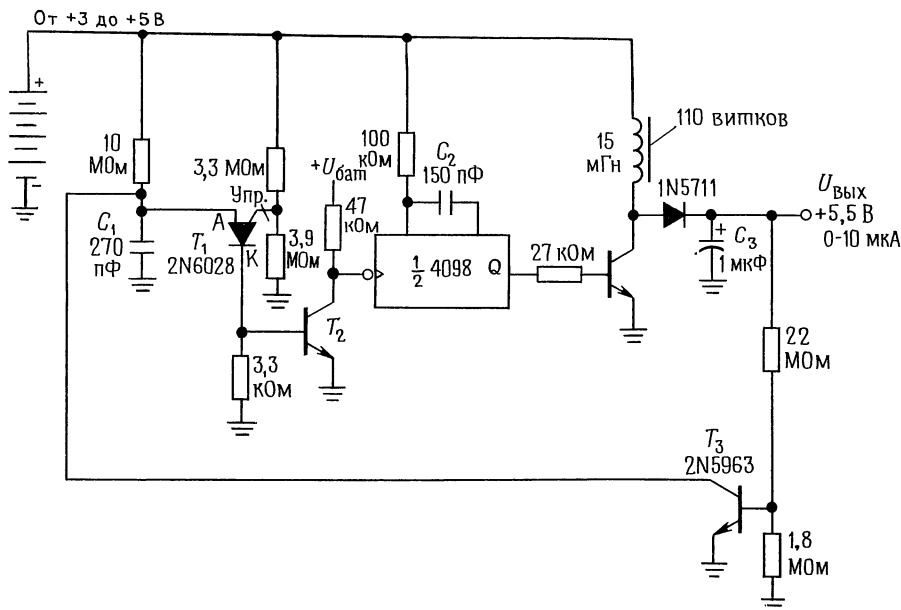 От +3 до +5 В
+
-
10
МОм
3,3 МОм
Упр.
A
K
C₁
270
пФ
T₁
2N6028
3,9
МОм
+Uбат
47
кОм
100
кОм
C₂
150 пФ
½ 4098
Q
T₂
3,3
кОм
27 кОм
15
мГн
110 витков
1N5711
+
C₃
1 мкФ
Uвых
+5,5 В
0-10 мкА
22
МОм
T₃
2N5963
1,8
МОм